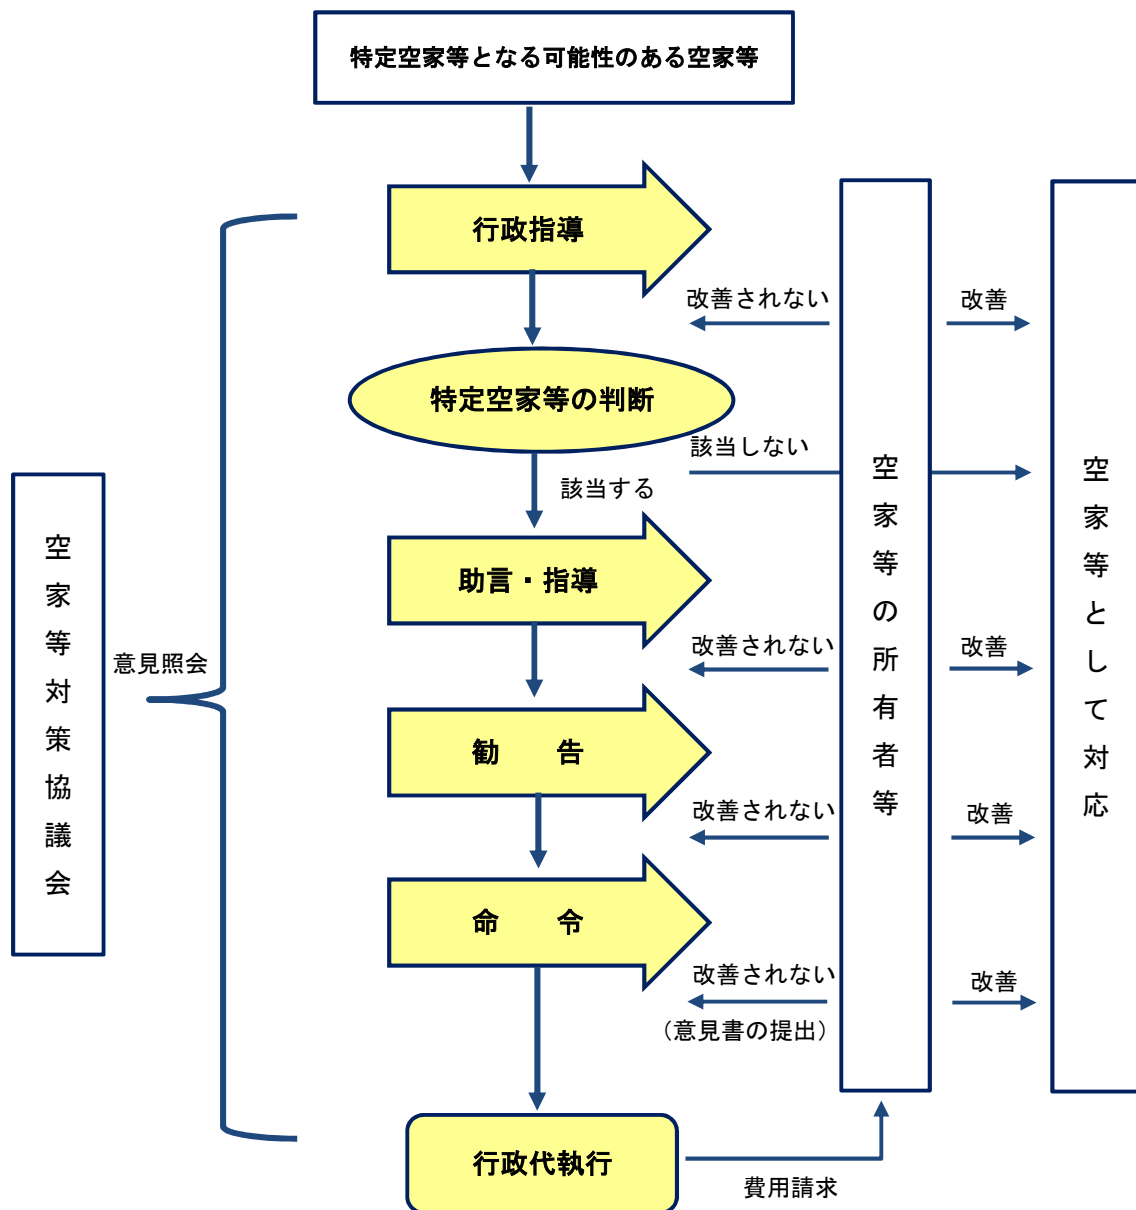 特定空家等となる可能性のある空家等
行政指導
改善されない
改善
特定空家等の判断
該当しない
該当する
助言・指導
改善されない
改善
勧　　告
改善されない
改善
命　　令
改善されない
改善
（意見書の提出）
行政代執行
費用請求
空家等対策協議会
意見照会
空家等の所有者等
空家等として対応